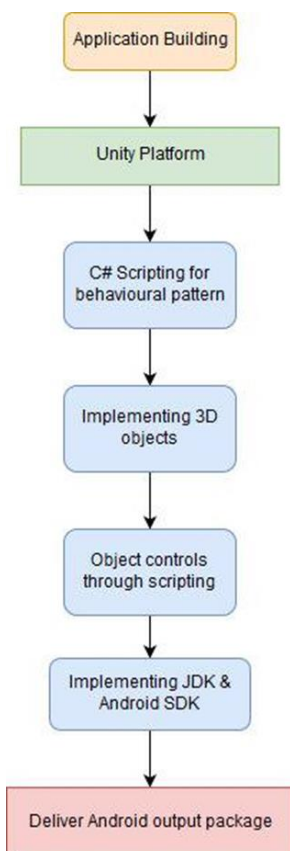 Application Building
Unity Platform
C# Scripting for
behavioural pattern
Implementing 3D
objects
Object controls
through scripting
Implementing JDK &
Android SDK
Deliver Android output package